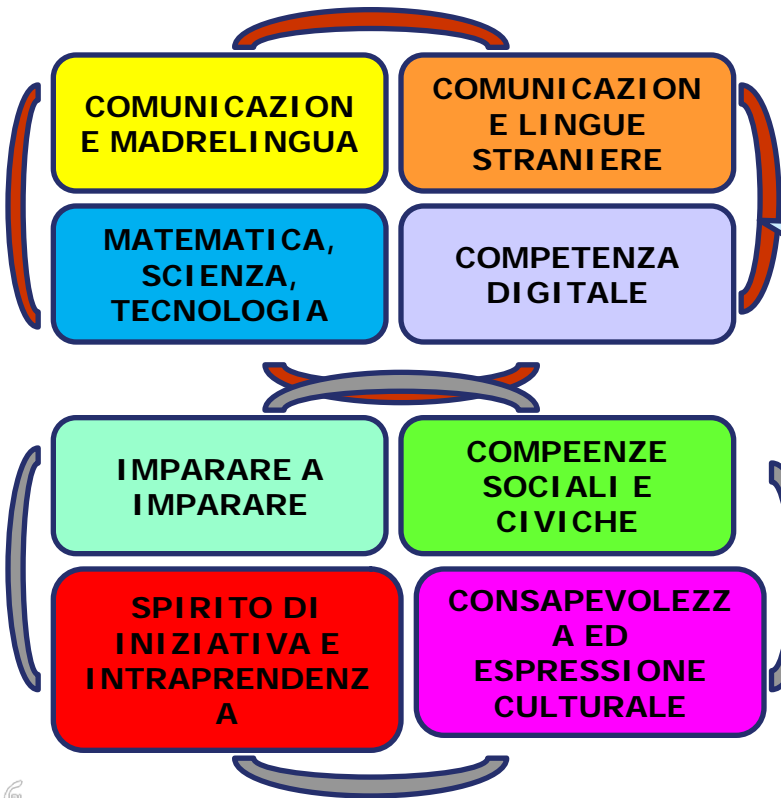 COMUNICAZION
E MADRELINGUA
COMUNICAZION
E LINGUE
STRANIERE
MATEMATICA,
SCIENZA,
TECNOLOGIA
COMPETENZA
DIGITALE
IMPARARE A
IMPARARE
COMPEENZE
SOCIALI E
CIVICHE
SPIRITO DI
INIZIATIVA E
INTRAPRENDENZ
A
CONSAPEVOLEZZ
A ED
ESPRESSIONE
CULTURALE